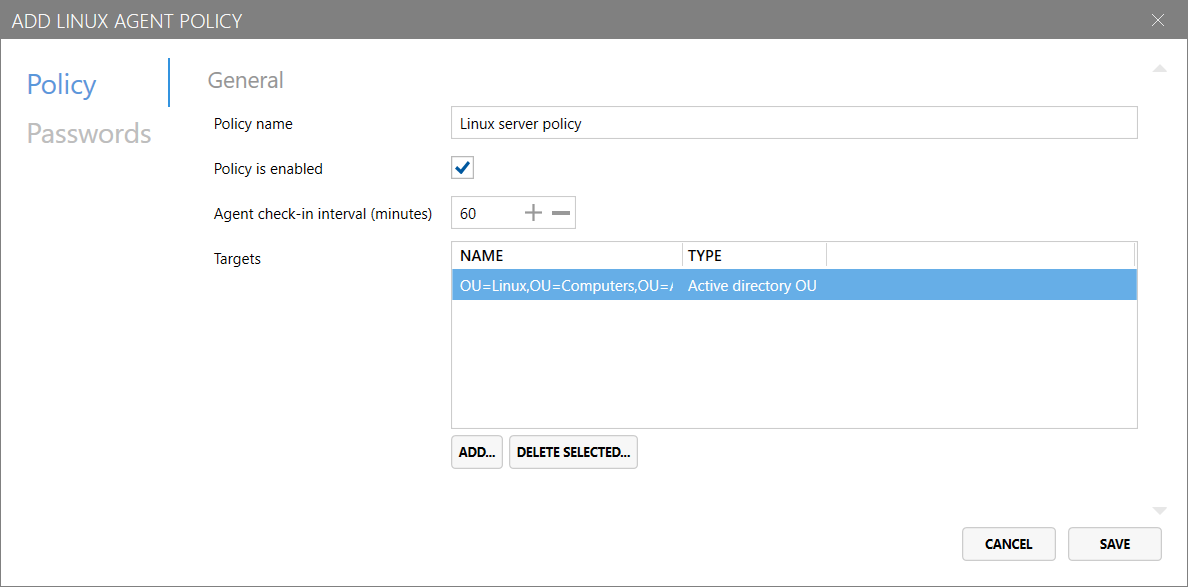 ADD LINUX AGENT POLICY
Policy
Passwords
General
Policy name
Linux server policy
Policy is enabled
Agent check-in interval (minutes)
60
Targets
NAME TYPE
OU=Linux,OU=Computers,OU= Active directory OU
ADD... DELETE SELECTED...
CANCEL SAVE